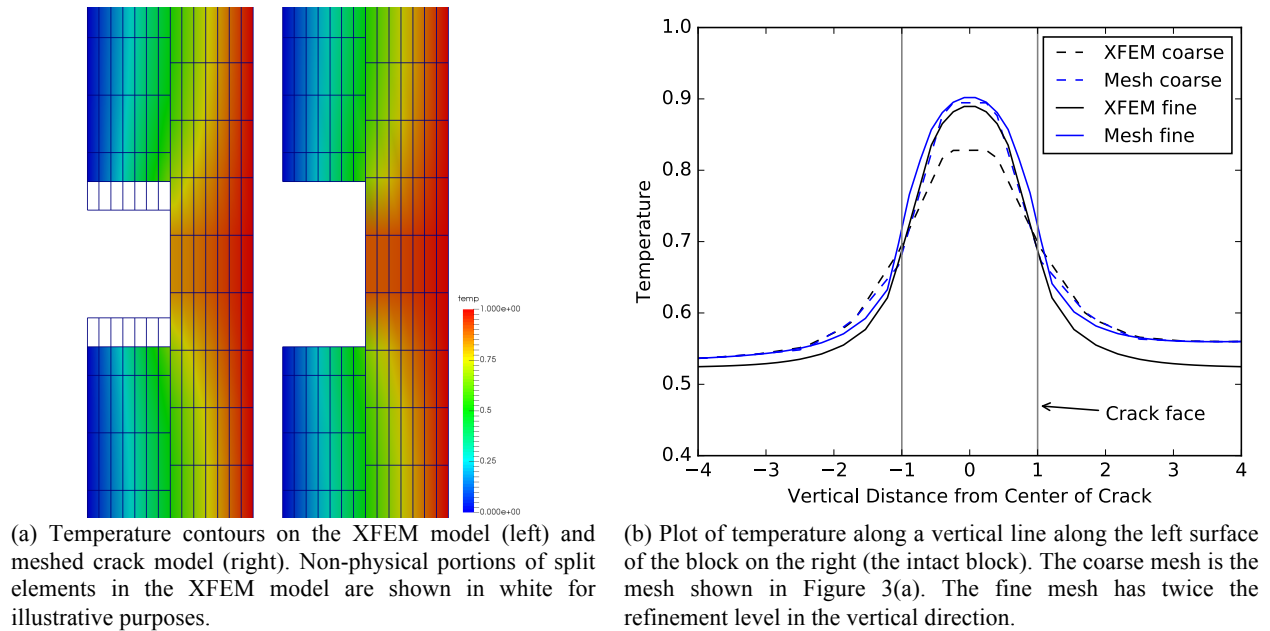 temp
1.000e+00
0.75
0.5
0.25
0.000e+00
(a) Temperature contours on the XFEM model (left) and
meshed crack model (right). Non-physical portions of split
elements in the XFEM model are shown in white for
illustrative purposes.
1.0
0.9
0.8
0.7
0.6
0.5
0.4
Temperature
XFEM coarse
Mesh coarse
XFEM fine
Mesh fine
Crack face
−4 −3 −2 −1 0 1 2 3 4
Vertical Distance from Center of Crack
(b) Plot of temperature along a vertical line along the left surface
of the block on the right (the intact block). The coarse mesh is the
mesh shown in Figure 3(a). The fine mesh has twice the
refinement level in the vertical direction.